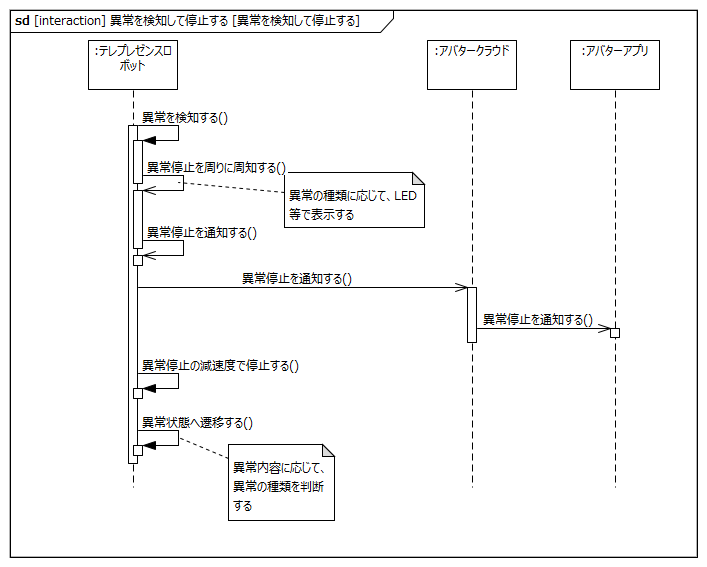 sd [interaction] 異常を検知して停止する [異常を検知して停止する]
:テレプレゼンスロ
ボット
:アバタークラウド
:アバターアプリ
異常を検知する()
異常停止を周りに周知する()
異常の種類に応じて、LED
等で表示する
異常停止を通知する()
異常停止を通知する()
異常停止を通知する()
異常停止の減速度で停止する()
異常状態へ遷移する()
異常内容に応じて、
異常の種類を判断
する